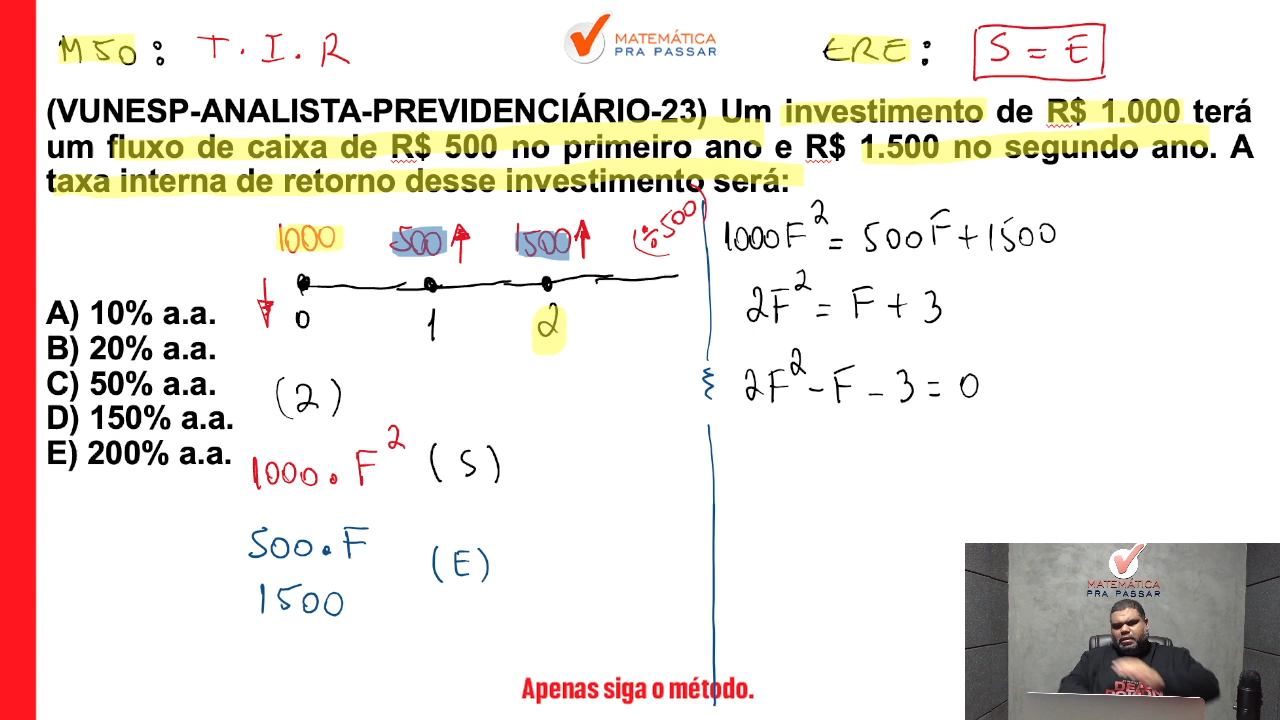 M50: T.I.R
MATEMÁTICA
PRA PASSAR
ERE: S = E
(VUNESP-ANALISTA-PREVIDENCIÁRIO-23) Um investimento de R$ 1.000 terá
um fluxo de caixa de R$ 500 no primeiro ano e R$ 1.500 no segundo ano. A
taxa interna de retorno desse investimento será:
1000 500 1500 (÷500)
0 1 2
A) 10% a.a.
B) 20% a.a.
C) 50% a.a.
D) 150% a.a.
E) 200% a.a.
(2)
1000.F² (S)
500.F (E)
1500
1000F² = 500F + 1500
2F² = F + 3
2F² - F - 3 = 0
MATEMÁTICA
PRA PASSAR
Apenas siga o método.